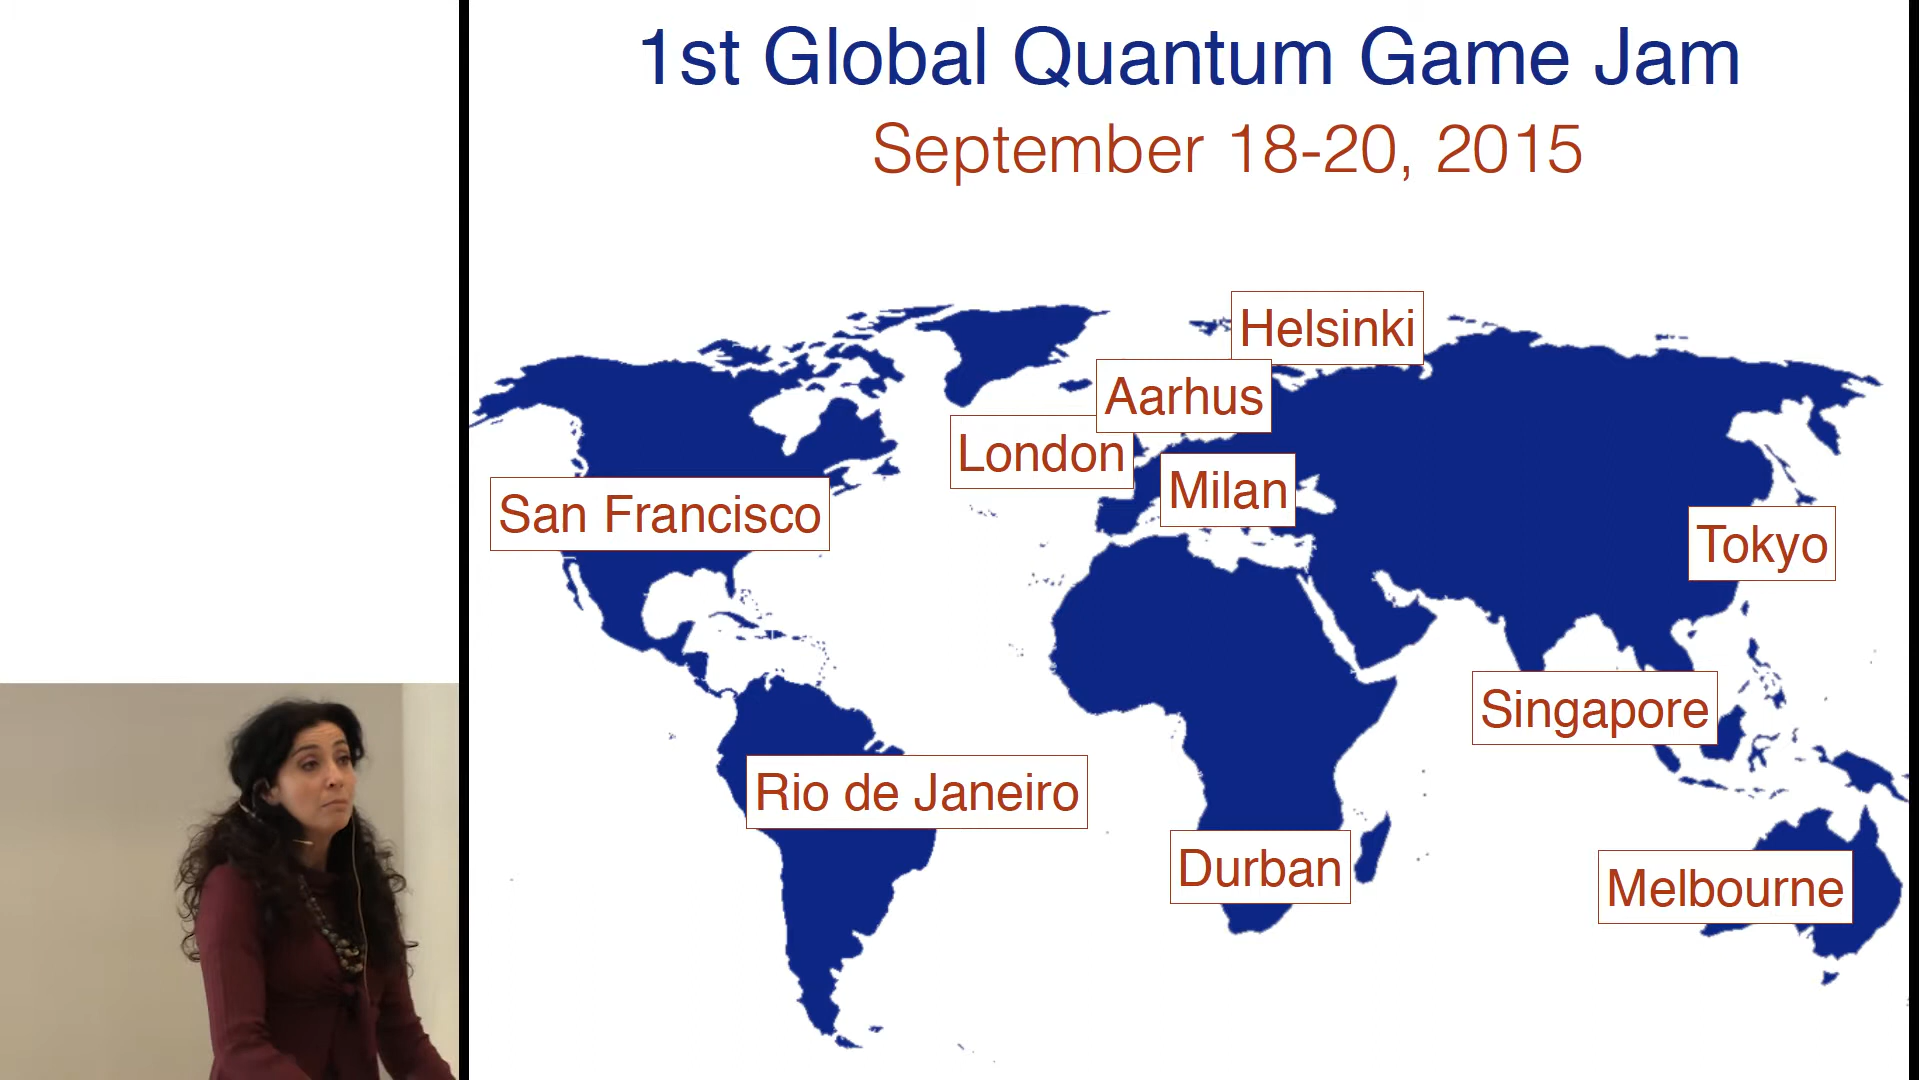 1st Global Quantum Game Jam
September 18-20, 2015
Helsinki
Aarhus
London
Milan
San Francisco
Tokyo
Singapore
Rio de Janeiro
Durban
Melbourne